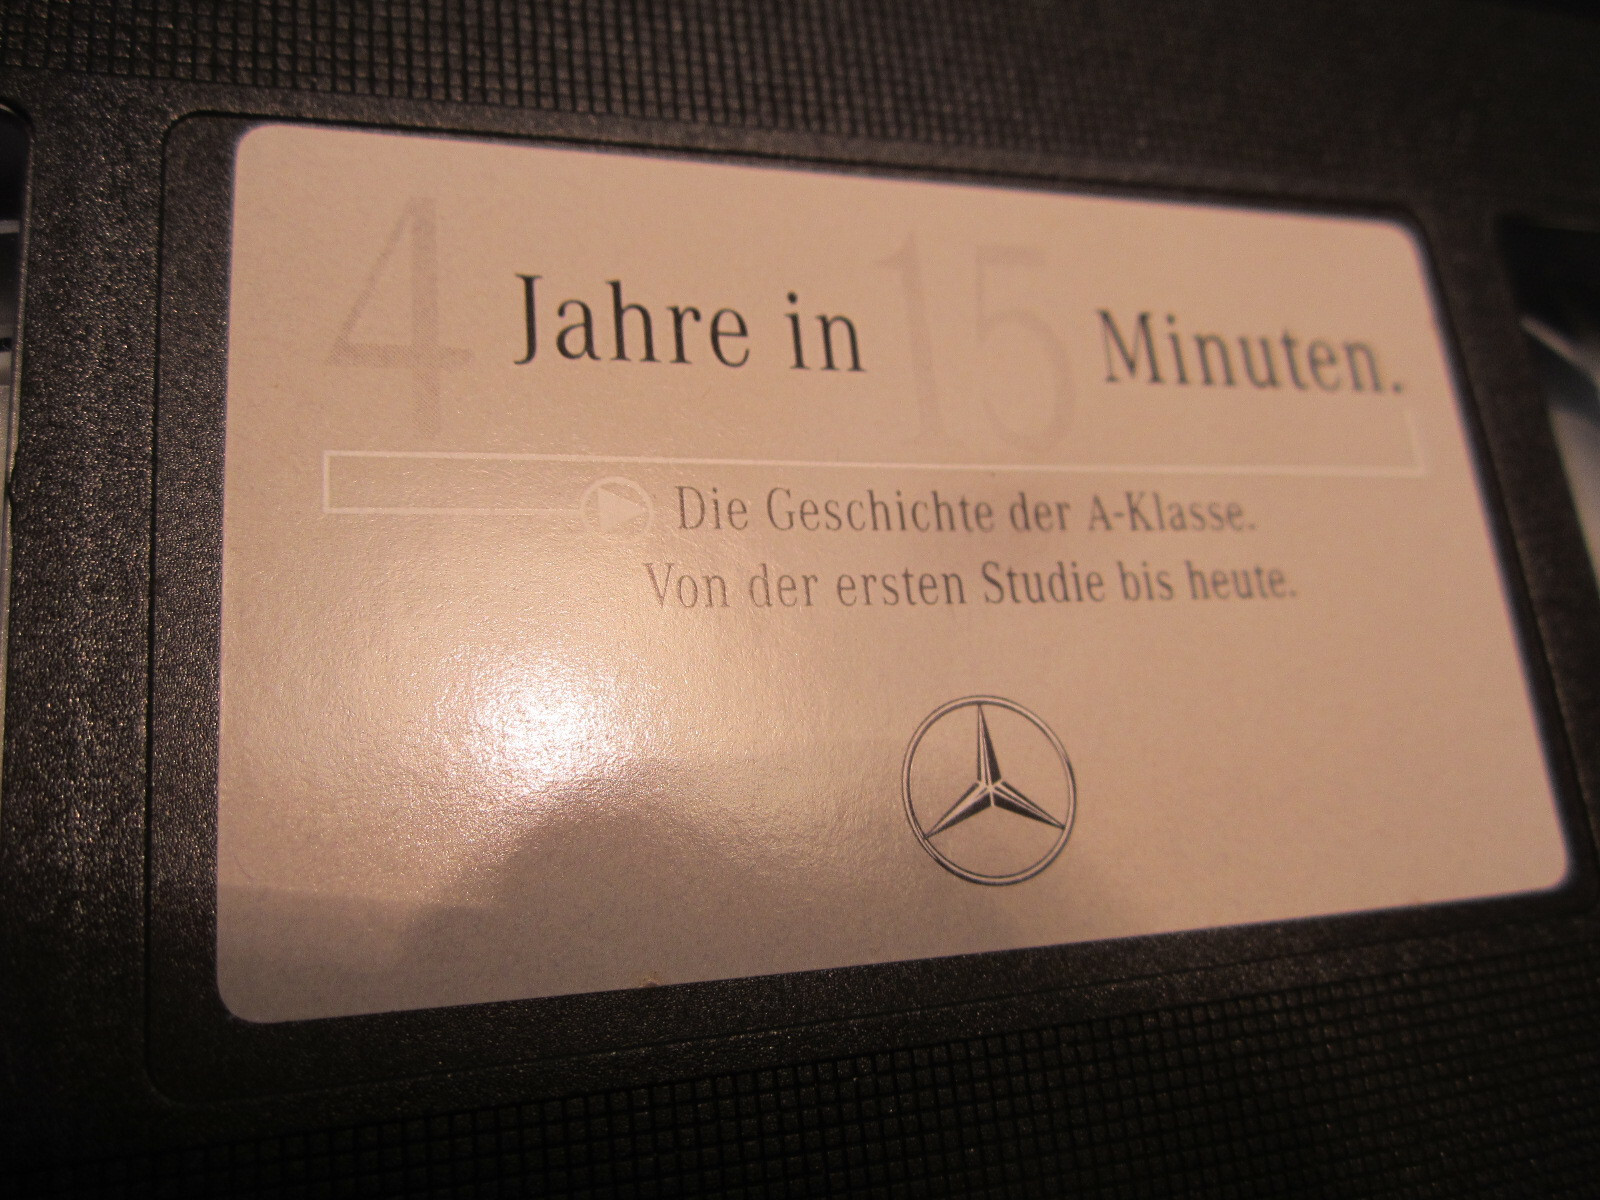 4 Jahre in 15 Minuten.
Die Geschichte der A-Klasse.
Von der ersten Studie bis heute.